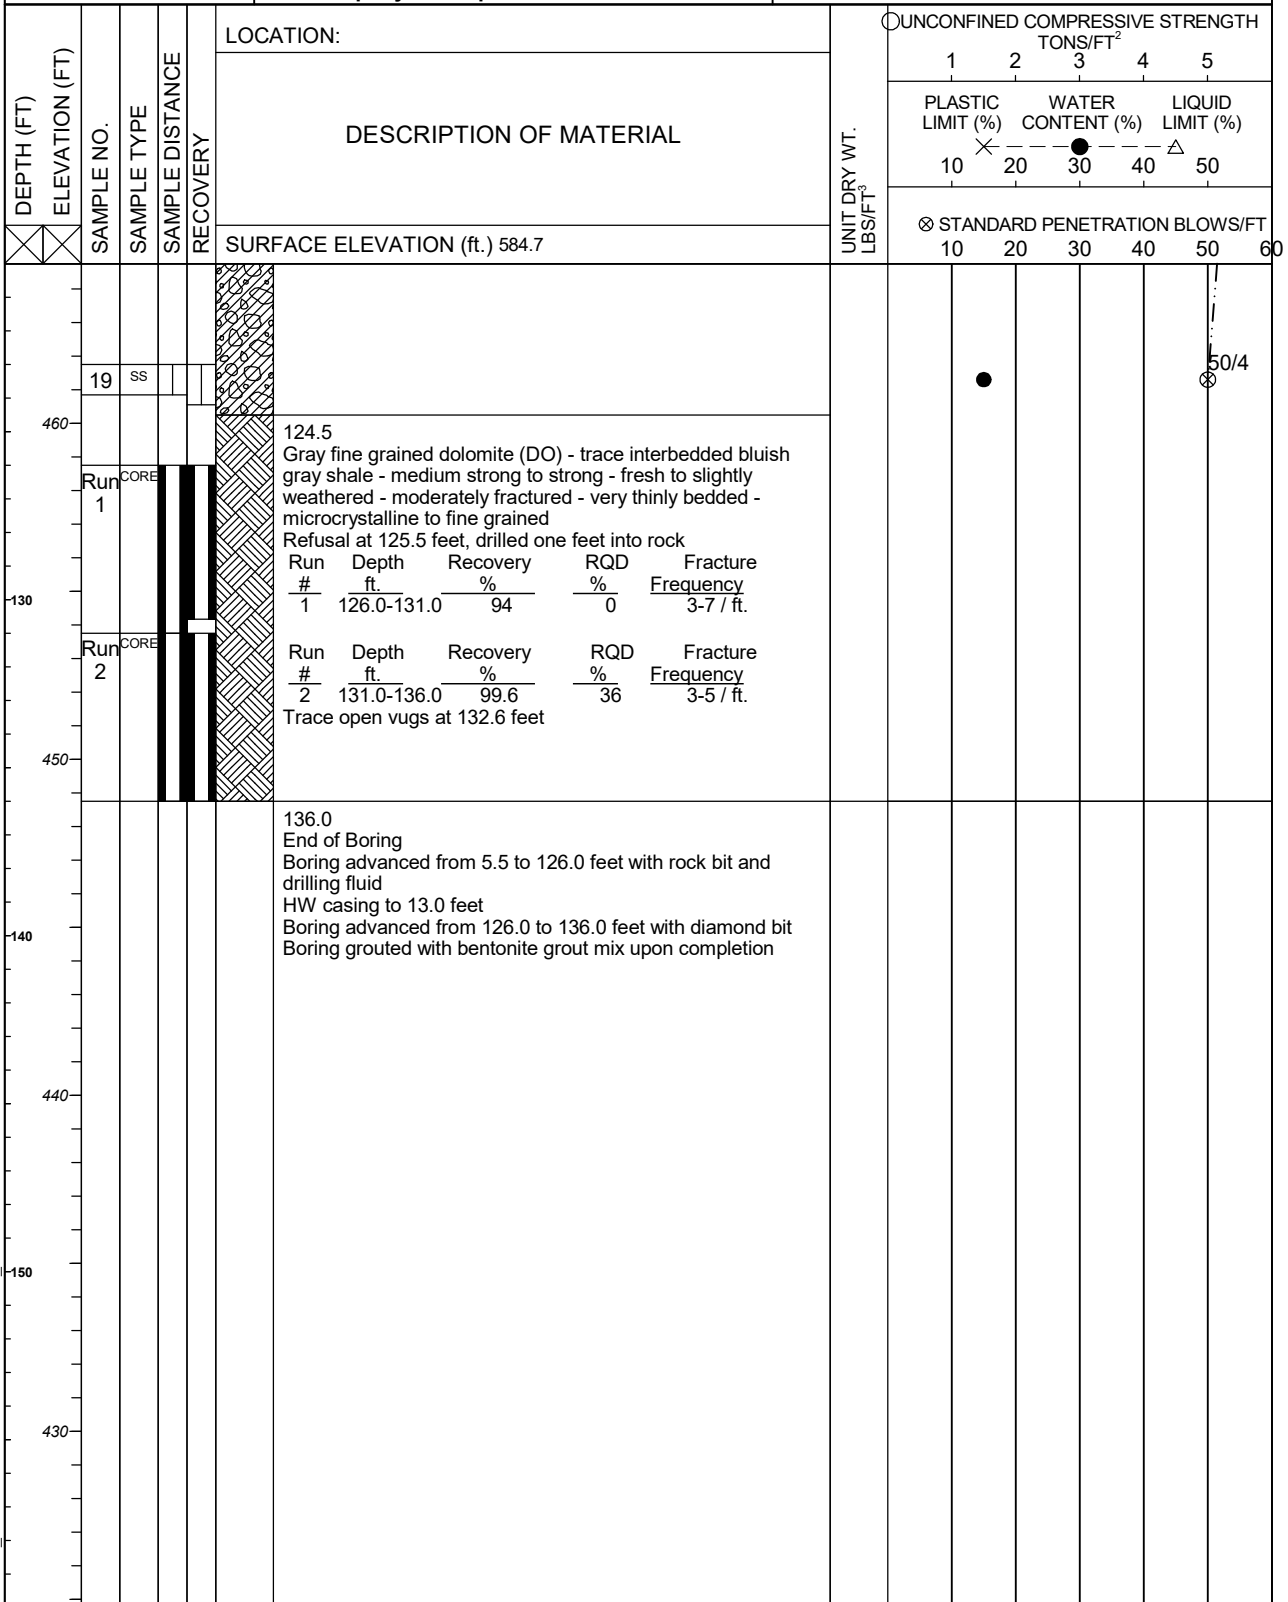 LOCATION:
DEPTH (FT)
ELEVATION (FT)
SAMPLE NO.
SAMPLE TYPE
SAMPLE DISTANCE
RECOVERY
DESCRIPTION OF MATERIAL
SURFACE ELEVATION (ft.) 584.7
UNIT DRY WT.
LBS/FT³
UNCONFINED COMPRESSIVE STRENGTH
TONS/FT²
1 2 3 4 5
PLASTIC WATER LIQUID
LIMIT (%) CONTENT (%) LIMIT (%)
10 20 30 40 50
STANDARD PENETRATION BLOWS/FT
10 20 30 40 50 60
50/4
19 SS
460
124.5
Gray fine grained dolomite (DO) - trace interbedded bluish
gray shale - medium strong to strong - fresh to slightly
weathered - moderately fractured - very thinly bedded -
microcrystalline to fine grained
Refusal at 125.5 feet, drilled one feet into rock
Run CORE
1
Run Depth Recovery RQD Fracture
# ft. % % Frequency
1 126.0-131.0 94 0 3-7 / ft.
130
Run CORE
2
Run Depth Recovery RQD Fracture
# ft. % % Frequency
2 131.0-136.0 99.6 36 3-5 / ft.
Trace open vugs at 132.6 feet
450
136.0
End of Boring
Boring advanced from 5.5 to 126.0 feet with rock bit and
drilling fluid
HW casing to 13.0 feet
Boring advanced from 126.0 to 136.0 feet with diamond bit
Boring grouted with bentonite grout mix upon completion
140
440
150
430